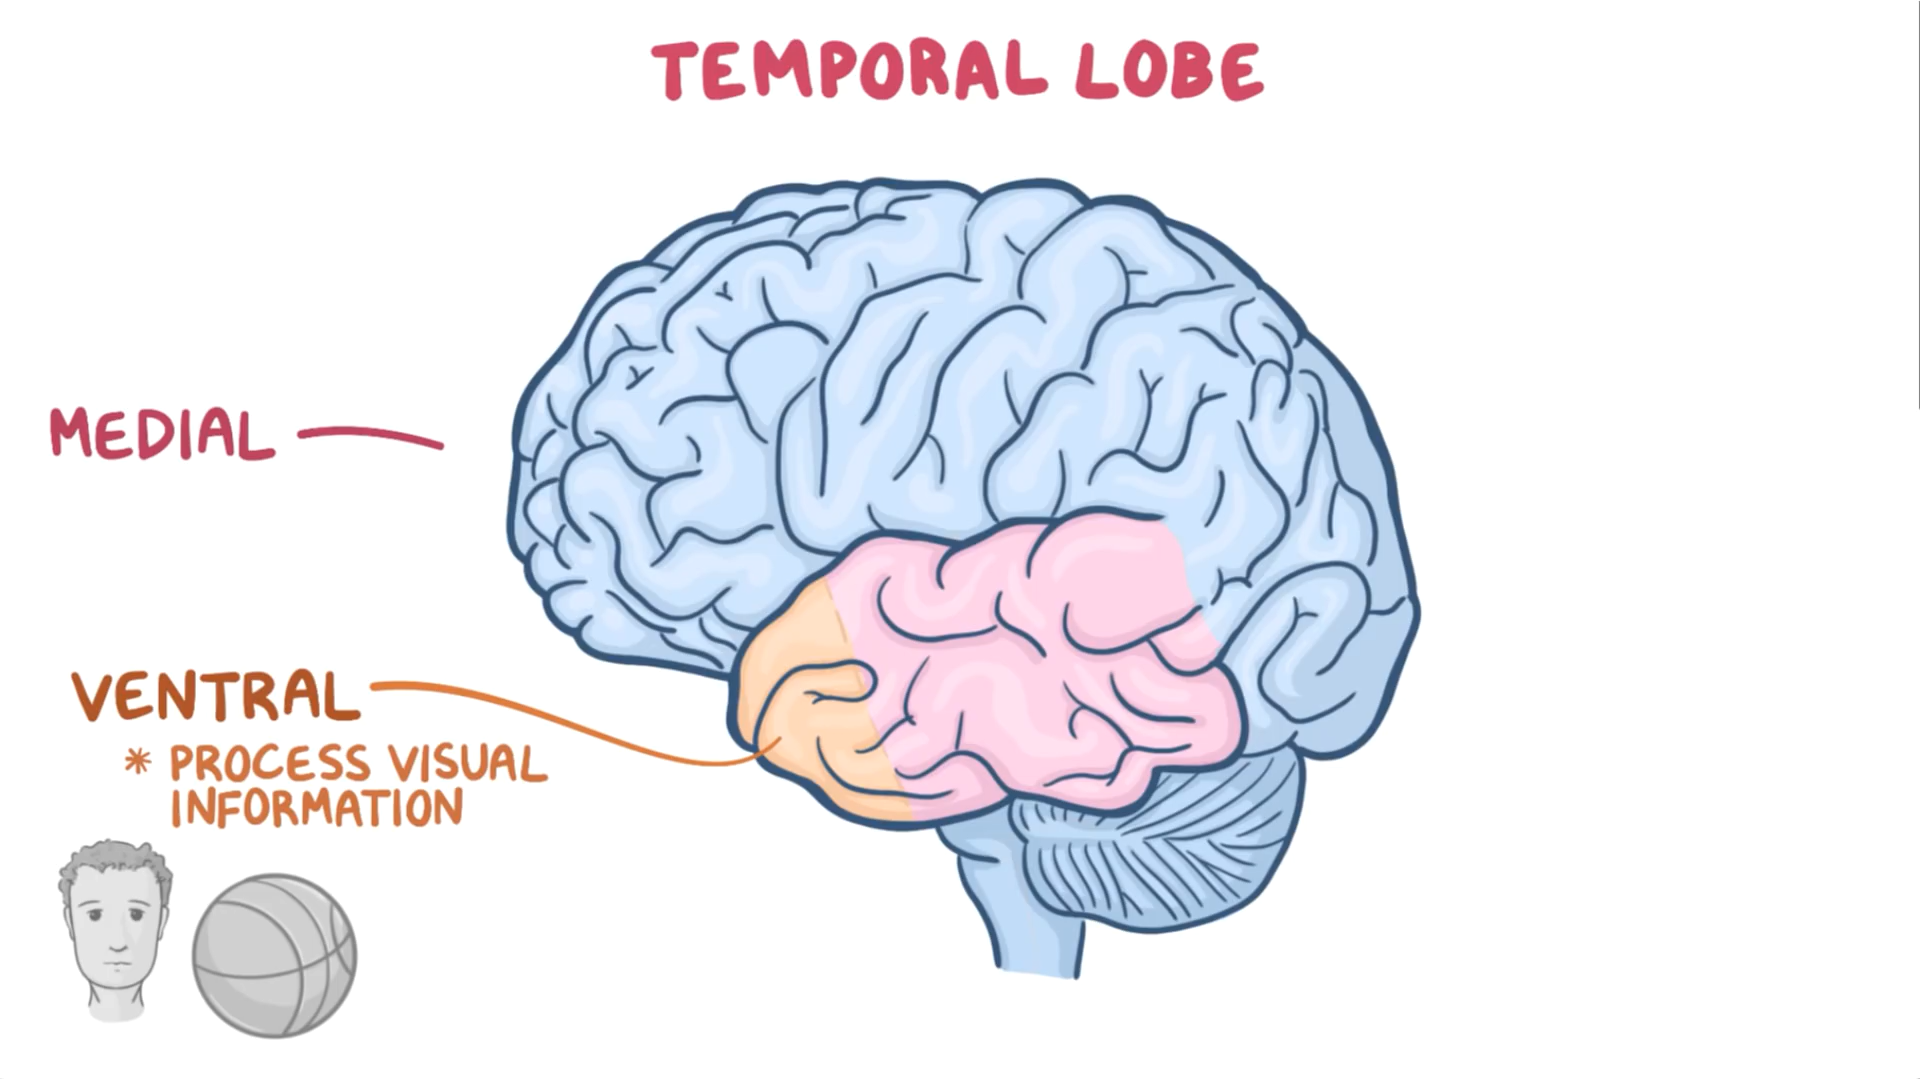 TEMPORAL LOBE
MEDIAL
VENTRAL
* PROCESS VISUAL
INFORMATION